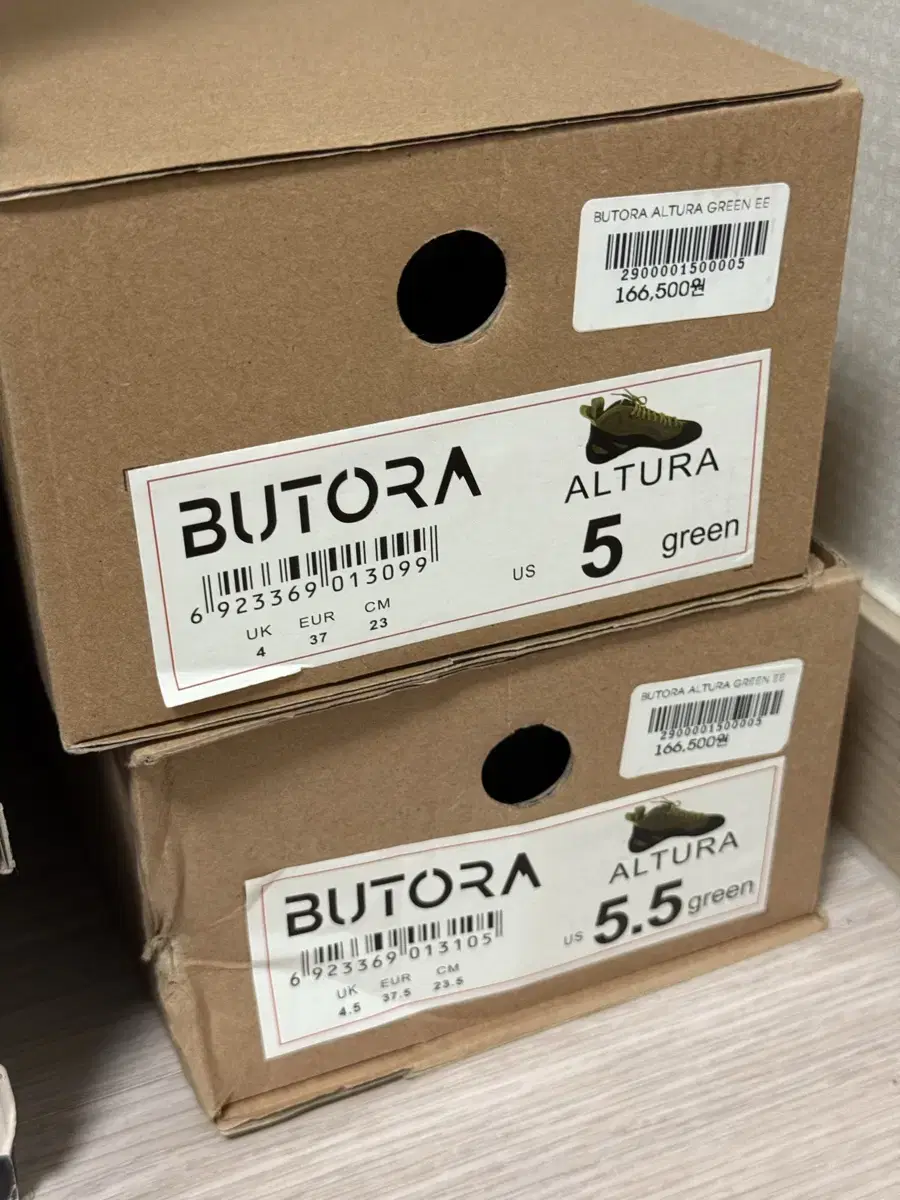 BUTORA ALTURA GREEN EE
2900001500005
166,500원
BUTORA
ALTURA
6 923369 013099
US 5 green
UK EUR CM
4 37 23
BUTORA ALTURA GREEN EE
2900001500005
166,500원
BUTORA
ALTURA
6 923369 013105
US 5.5 green
UK EUR CM
4.5 37.5 23.5